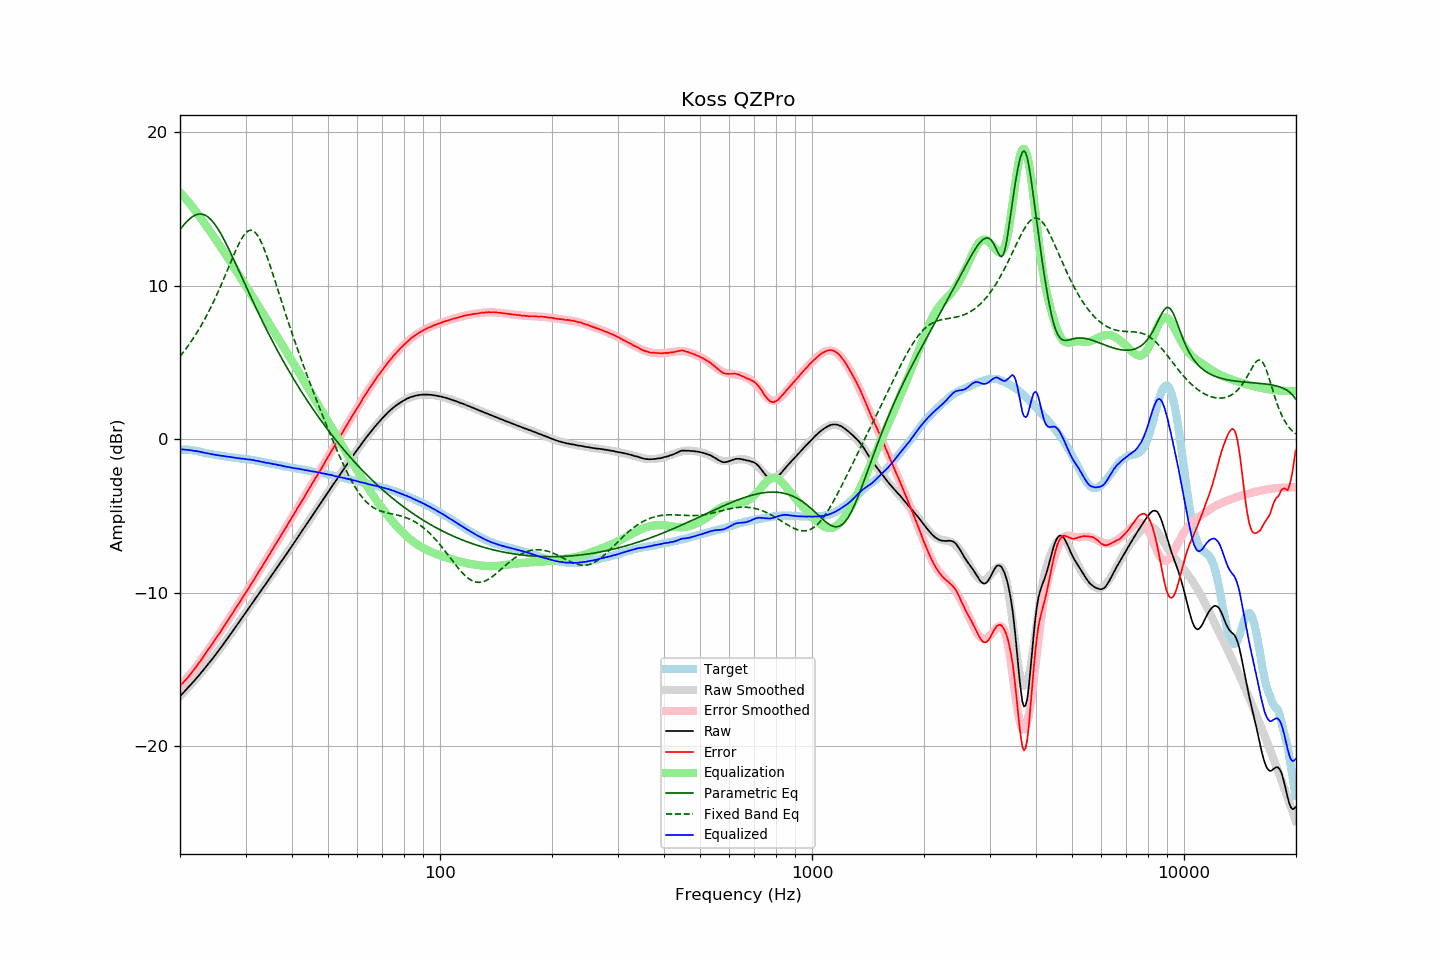 Koss QZPro
20
10
0
−10
−20
Amplitude (dBr)
100
1000
10000
Frequency (Hz)
Target
Raw Smoothed
Error Smoothed
Raw
Error
Equalization
Parametric Eq
Fixed Band Eq
Equalized